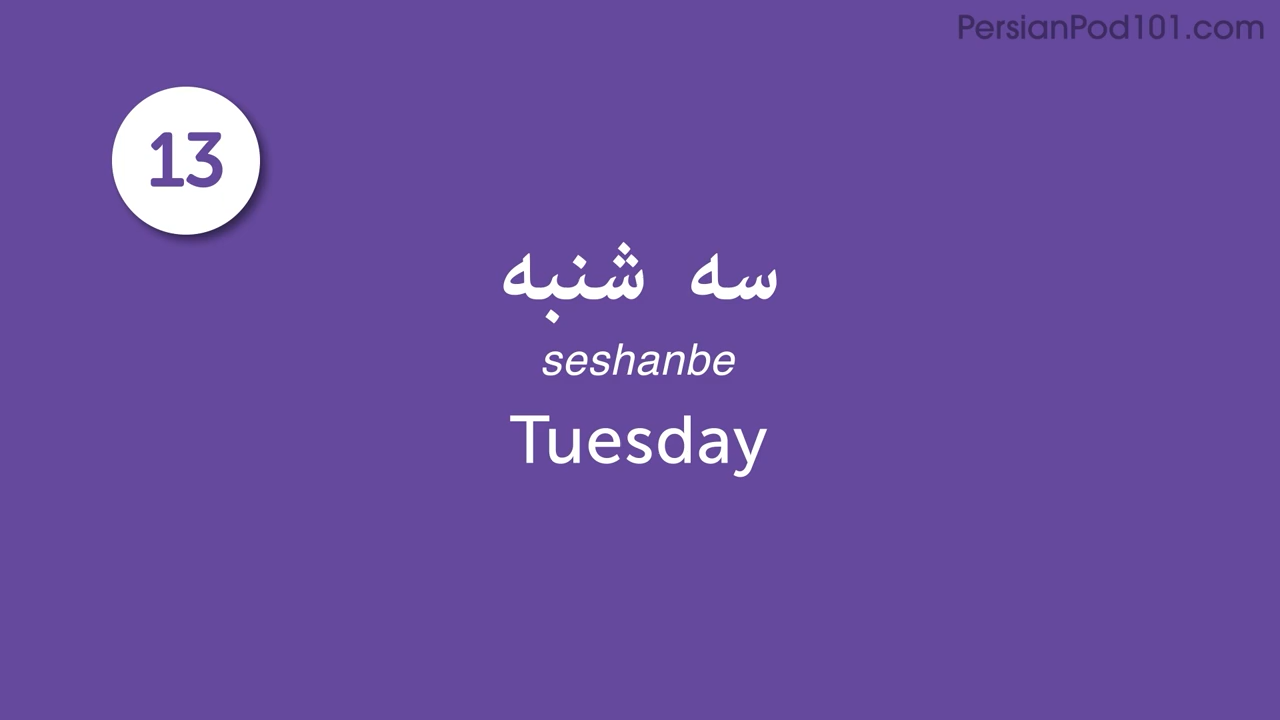 PersianPod101.com
13
سه شنبه
seshanbe
Tuesday